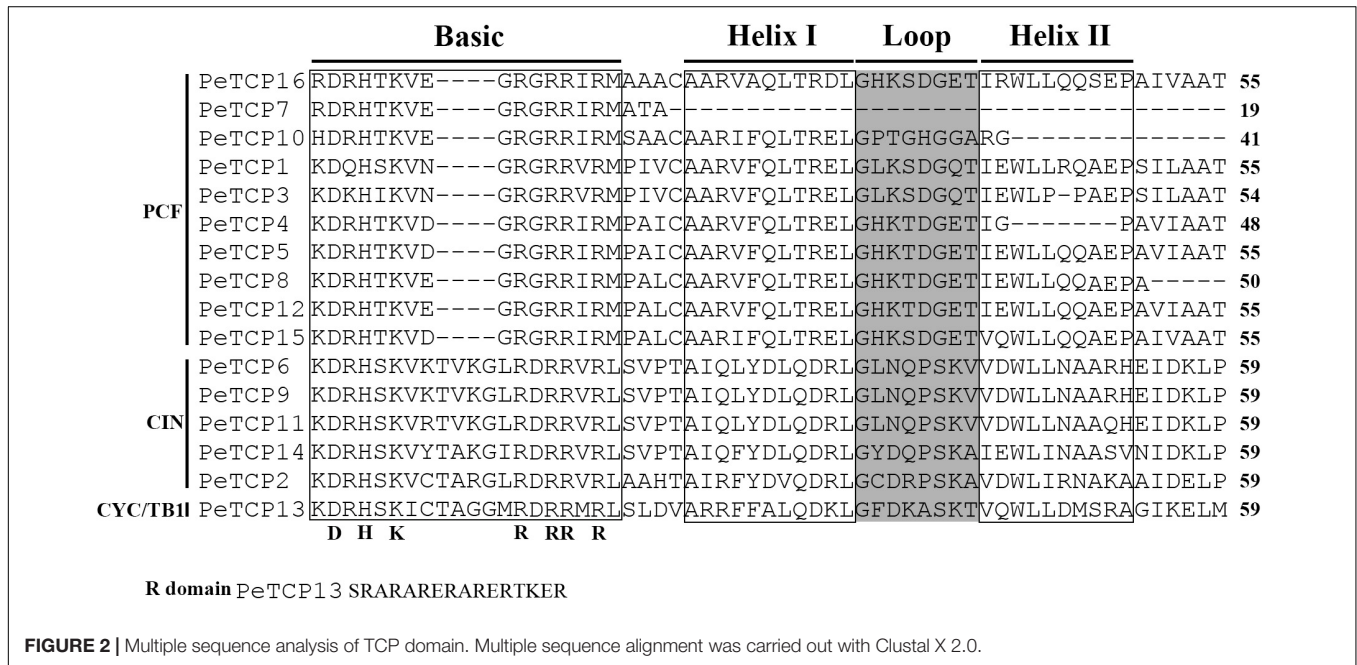 Basic Helix I Loop Helix II
PeTCP16 RDRHTKVE----GRGRRIRMAAACAARVAQLTRDLGHKSDGETIRWLLQQSEPAIVAAT 55
PeTCP7 RDRHTKVE----GRGRRIRMATA------------------------------------- 19
PeTCP10 HDRHTKVE----GRGRRIRMSAACAARIFQLTRELGPTGHGGARG-------------- 41
PeTCP1 KDQHSKVN----GRGRRVRMPIVCAARVFQLTRELGLKSDGQTIEWLLRQAEPSILAAT 55
PeTCP3 KDKHIKVN----GRGRRVRMPIVCAARVFQLTRELGLKSDGQTIEWLP-PAEPSILAAT 54
PCF
PeTCP4 KDRHTKVD----GRGRRIRMPAICAARVFQLTRELGHKTDGETIG-------PAVIAAT 48
PeTCP5 KDRHTKVD----GRGRRIRMPALCAARVFQLTRELGHKTDGETIEWLLQQAEPAVIAAT 55
PeTCP8 KDRHTKVE----GRGRRIRMPALCAARVFQLTRELGHKTDGETIEWLLQQAEPA----- 50
PeTCP12 KDRHTKVE----GRGRRIRMPALCAARVFQLTRELGHKTDGETIEWLLQQAEPAVIAAT 55
PeTCP15 KDRHTKVD----GRGRRIRMPALCAARIFQLTRELGHKSDGETVQWLLQQAEPAIVAAT 55
PeTCP6 KDRHSKVKTVKGLRDRRVRLSVPTAIQLYDLQDRLGLNQPSKVVDWLLNAARHEIDKLP 59
PeTCP9 KDRHSKVKTVKGLRDRRVRLSVPTAIQLYDLQDRLGLNQPSKVVDWLLNAARHEIDKLP 59
CIN PeTCP11 KDRHSKVRTVKGLRDRRVRLSVPTAIQLYDLQDRLGLNQPSKVVDWLLNAAQHEIDKLP 59
PeTCP14 KDRHSKVYTAKGIRDRRVRLSVPTAIQFYDLQDRLGYDQPSKAIEWLINAASVNIDKLP 59
PeTCP2 KDRHSKVCTARGLRDRRVRLAAHTAIRFYDVQDRLGCDRPSKAVDWLIRNAKAAIDELP 59
CYC/TB1 PeTCP13 KDRHSKICTAGGMRDRRMRLSLDVARRFFALQDKLGFDKASKTVQWLLDMSRAGIKELM 59
D H K R RR R
R domain PeTCP13 SRARARERARERTKER
FIGURE 2 | Multiple sequence analysis of TCP domain. Multiple sequence alignment was carried out with Clustal X 2.0.